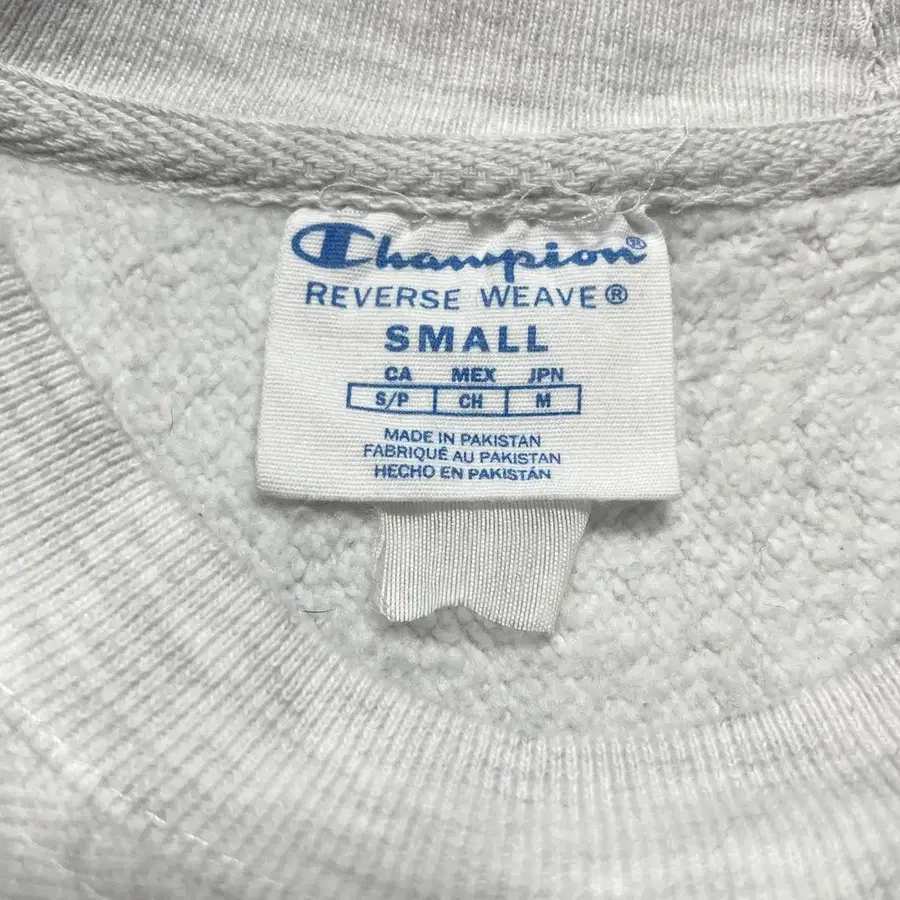 Champion®
REVERSE WEAVE®
SMALL
CA MEX JPN
S/P CH M
MADE IN PAKISTAN
FABRIQUÉ AU PAKISTAN
HECHO EN PAKISTÁN